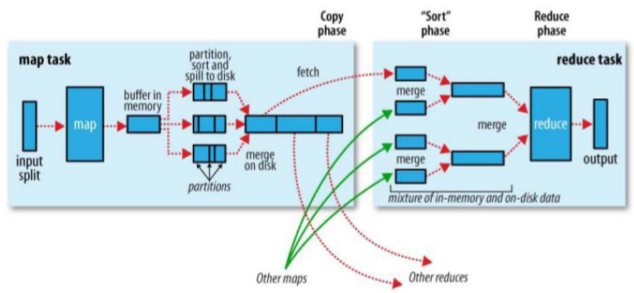 Copy
phase
“Sort”
phase
Reduce
phase
map task
partition,
sort and
spill to disk
fetch
reduce task
buffer in
memory
merge
map
merge
reduce
input
split
merge
on disk
merge
output
partitions
mixture of in-memory and on-disk data
Other maps
Other reduces